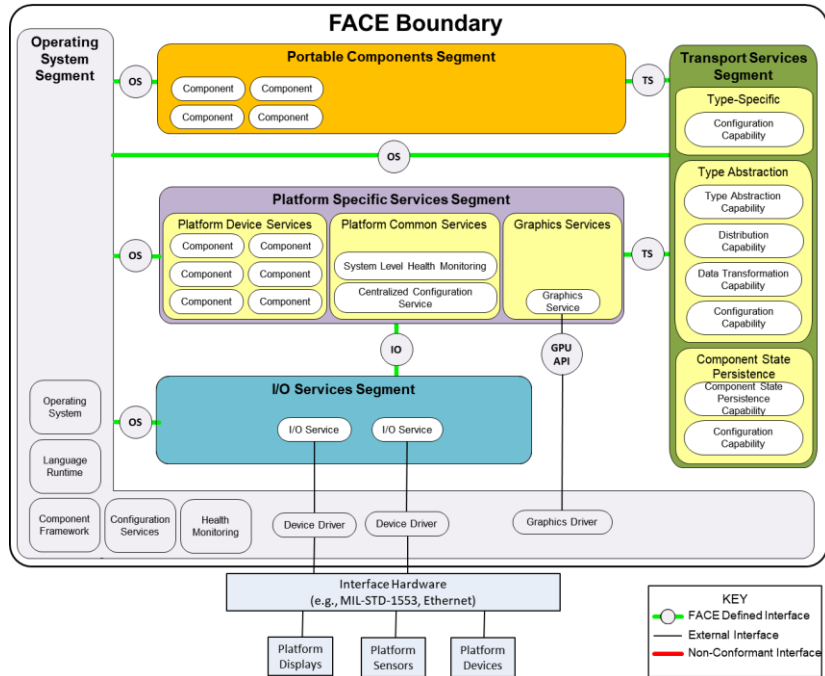 FACE Boundary
Operating
System
Segment
Portable Components Segment
Component
Component
Component
Component
OS
TS
Transport Services
Segment
Type-Specific
Configuration
Capability
OS
Type Abstraction
Type Abstraction
Capability
Distribution
Capability
Data Transformation
Capability
Configuration
Capability
Platform Specific Services Segment
Platform Device Services
Component
Component
Component
Component
Component
Component
Platform Common Services
System Level Health Monitoring
Centralized Configuration
Service
Graphics Services
Graphics
Service
OS
TS
IO
GPU
API
Component State
Persistence
Component State
Persistence
Capability
Configuration
Capability
I/O Services Segment
I/O Service
I/O Service
OS
Operating
System
Language
Runtime
Component
Framework
Configuration
Services
Health
Monitoring
Device Driver
Device Driver
Graphics Driver
Interface Hardware
(e.g., MIL-STD-1553, Ethernet)
Platform
Displays
Platform
Sensors
Platform
Devices
KEY
FACE Defined Interface
External Interface
Non-Conformant Interface